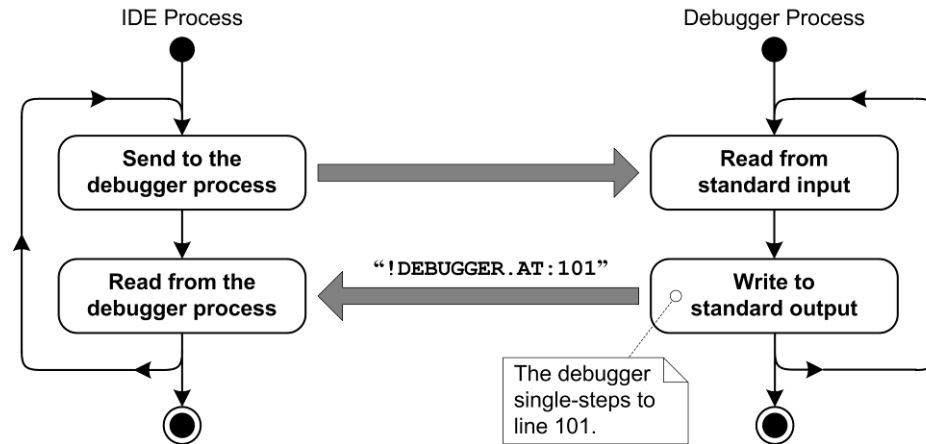 IDE Process
Debugger Process
Send to the
debugger process
Read from
standard input
“!DEBUGGER.AT:101”
Read from the
debugger process
Write to
standard output
The debugger
single-steps to
line 101.